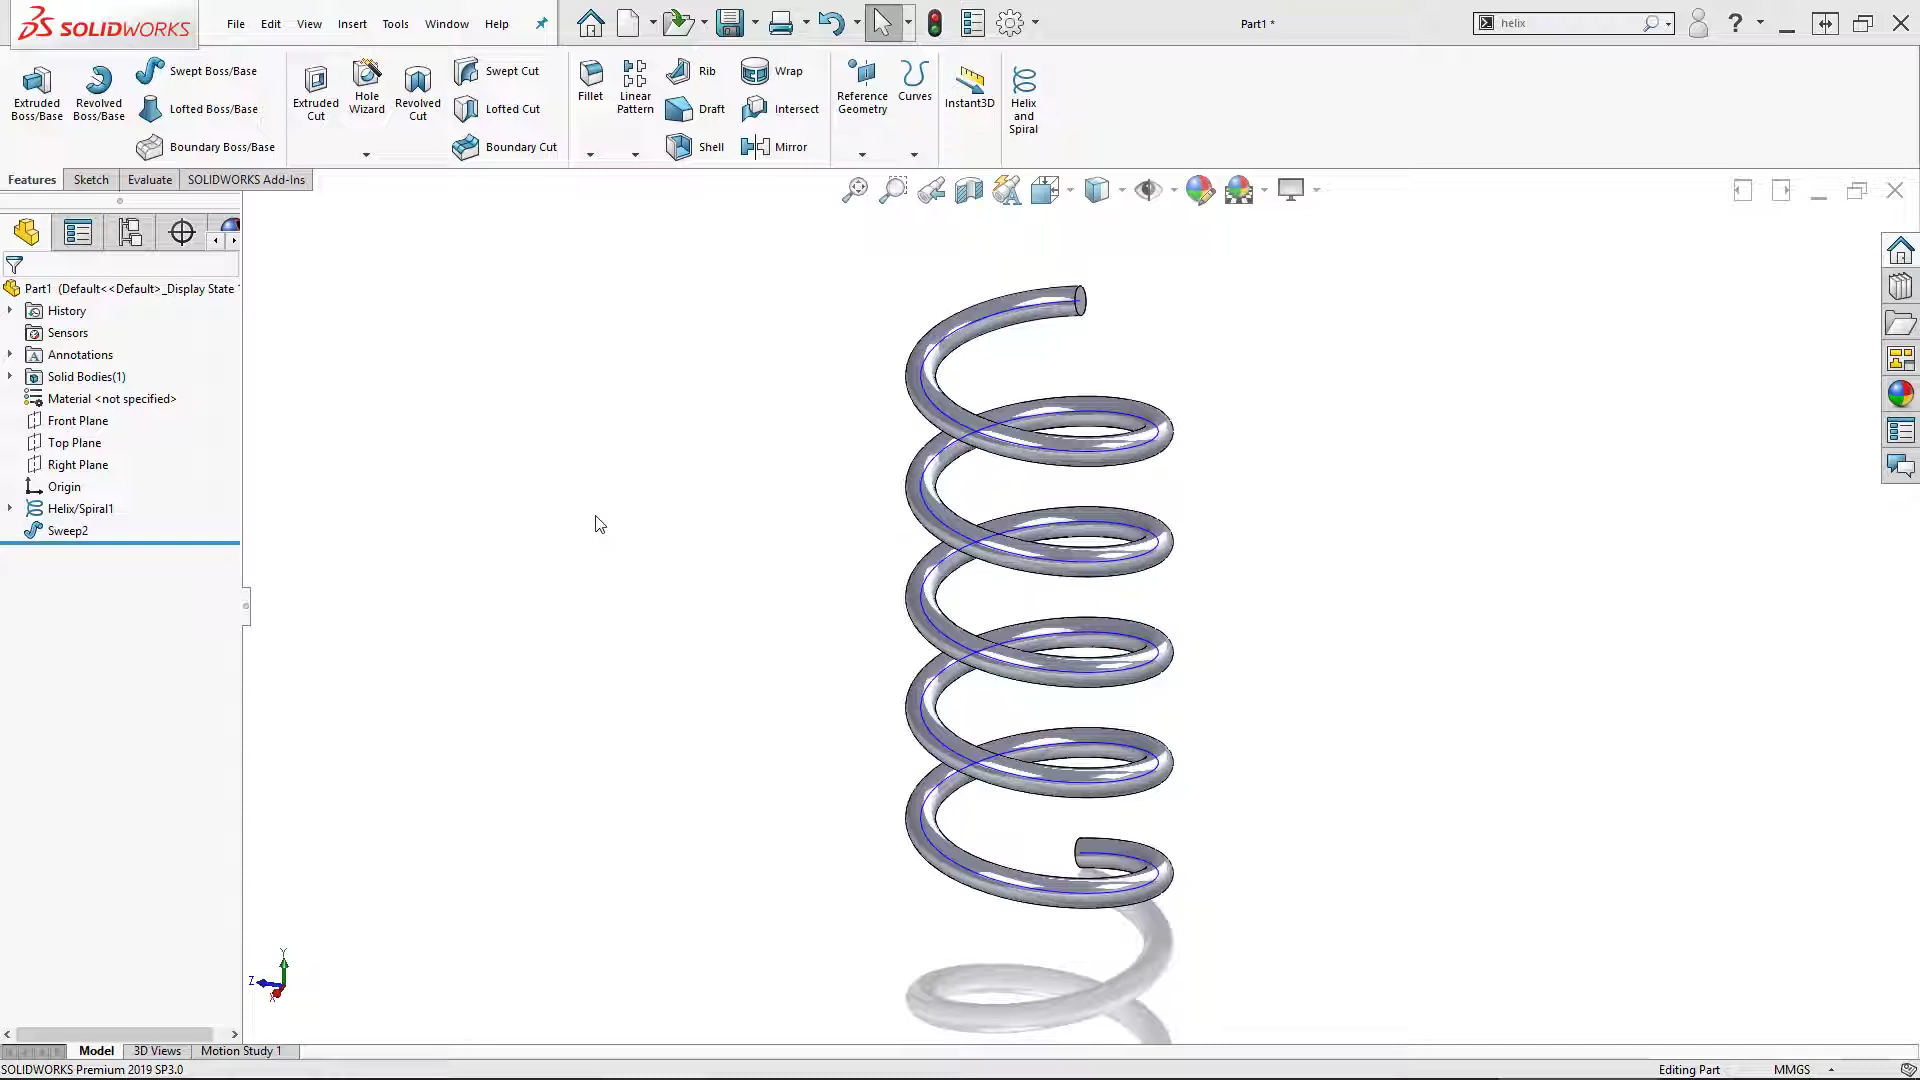 SOLIDWORKS
File Edit View Insert Tools Window Help
Part1 *
helix
?
Extruded Boss/Base
Revolved Boss/Base
Swept Boss/Base
Lofted Boss/Base
Boundary Boss/Base
Extruded Cut
Hole Wizard
Revolved Cut
Swept Cut
Lofted Cut
Boundary Cut
Fillet
Linear Pattern
Rib
Draft
Shell
Wrap
Intersect
Mirror
Reference Geometry
Curves
Instant3D
Helix and Spiral
Features Sketch Evaluate SOLIDWORKS Add-Ins
Part1 (Default<<Default>_Display State
History
Sensors
Annotations
Solid Bodies(1)
Material <not specified>
Front Plane
Top Plane
Right Plane
Origin
Helix/Spiral1
Sweep2
Y
Z
X
Model 3D Views Motion Study 1
SOLIDWORKS Premium 2019 SP3.0
Editing Part
MMGS